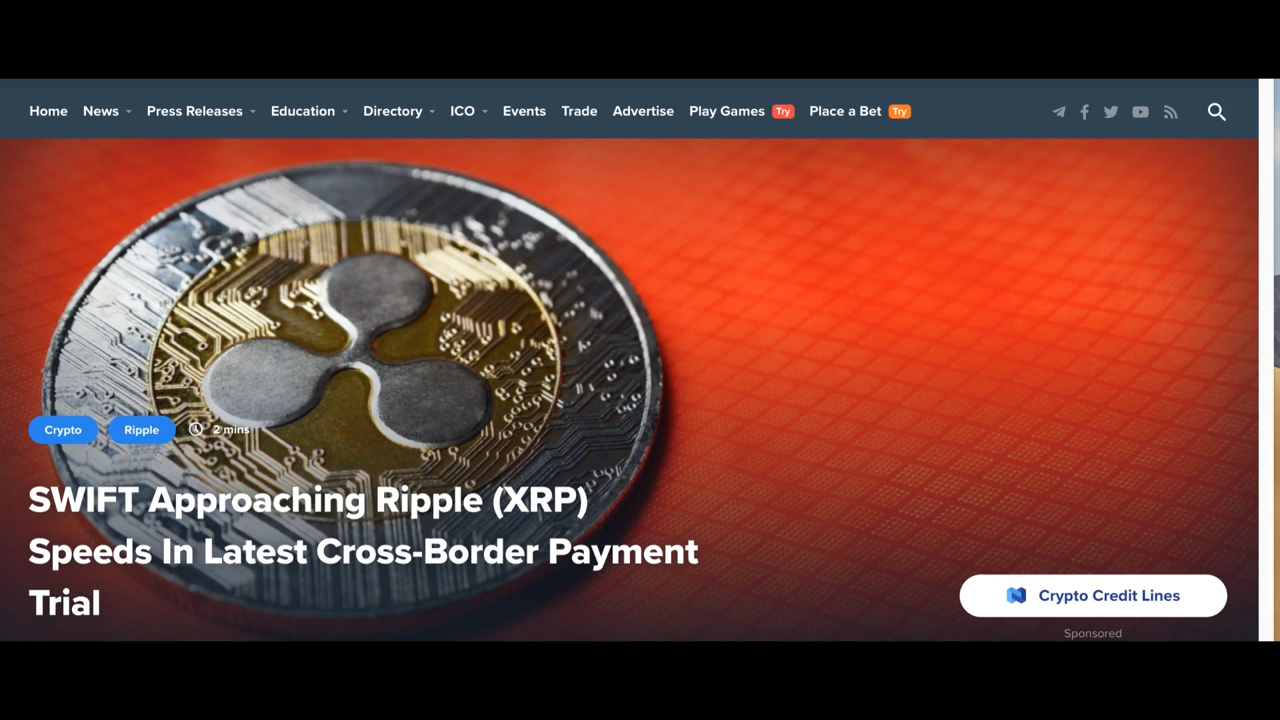 Home News Press Releases Education Directory ICO Events Trade Advertise Play Games Try Place a Bet Try
Crypto Ripple 2 mins
SWIFT Approaching Ripple (XRP)
Speeds In Latest Cross-Border Payment
Trial
Crypto Credit Lines
Sponsored